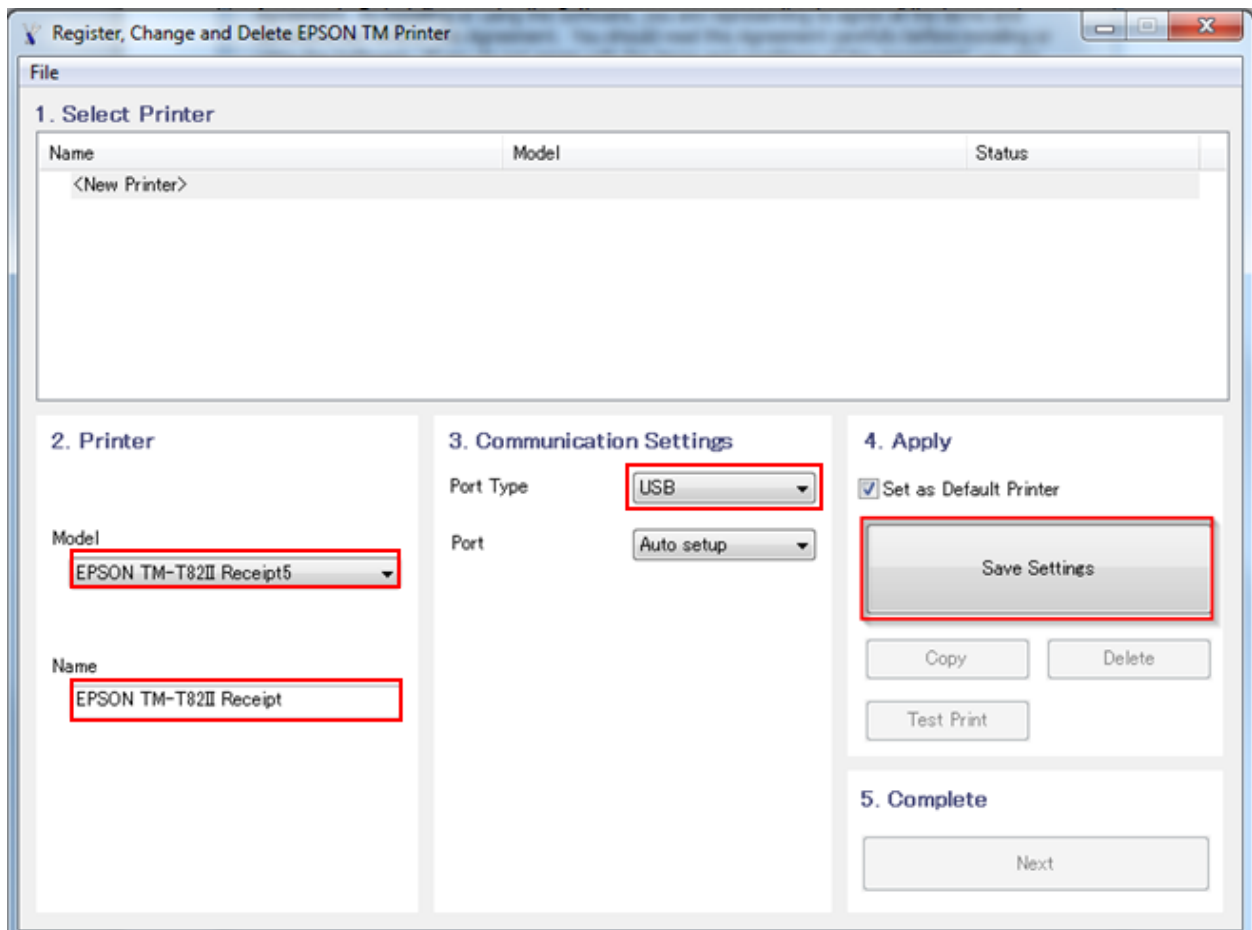 Register, Change and Delete EPSON TM Printer
File
1. Select Printer
Name Model Status
<New Printer>
2. Printer
Model
EPSON TM-T82II Receipt5
Name
EPSON TM-T82II Receipt
3. Communication Settings
Port Type USB
Port Auto setup
4. Apply
Set as Default Printer
Save Settings
Copy Delete
Test Print
5. Complete
Next